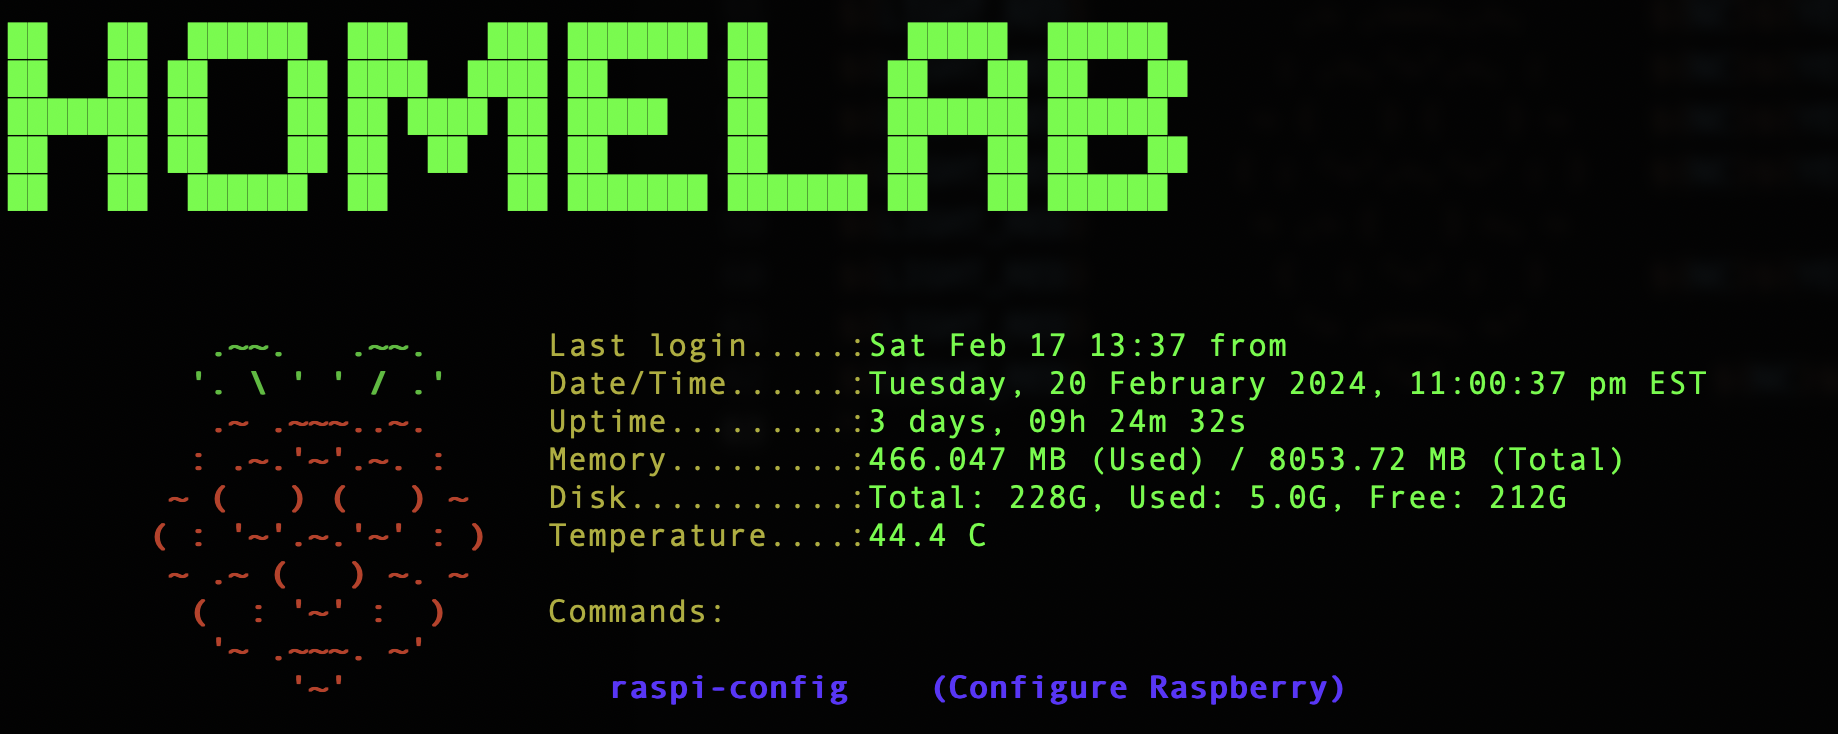 HOMELAB
Last login.....:Sat Feb 17 13:37 from
Date/Time......:Tuesday, 20 February 2024, 11:00:37 pm EST
Uptime.........:3 days, 09h 24m 32s
Memory.........:466.047 MB (Used) / 8053.72 MB (Total)
Disk...........:Total: 228G, Used: 5.0G, Free: 212G
Temperature....:44.4 C
Commands:
raspi-config    (Configure Raspberry)